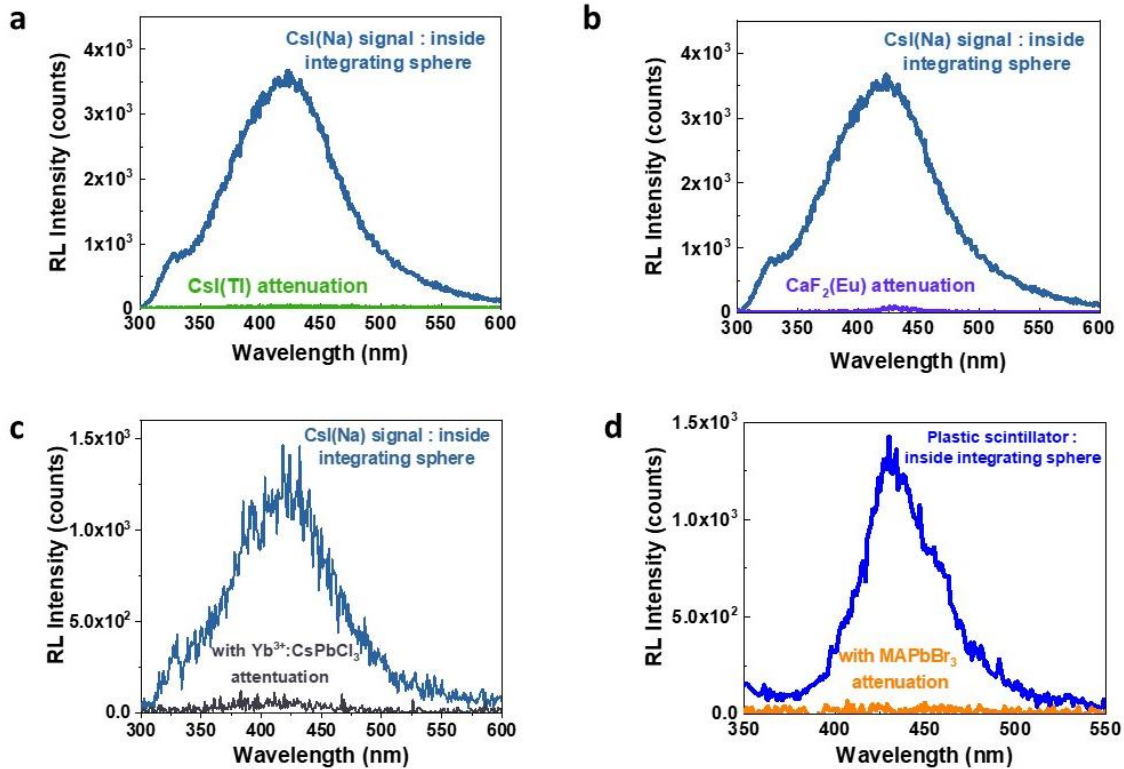 a
CsI(Na) signal : inside
integrating sphere
4x10³
3x10³
2x10³
1x10³
0
RL Intensity (counts)
CsI(Tl) attenuation
300 350 400 450 500 550 600
Wavelength (nm)
b
CsI(Na) signal : inside
integrating sphere
4x10³
3x10³
2x10³
1x10³
0
RL Intensity (counts)
CaF₂(Eu) attenuation
300 350 400 450 500 550 600
Wavelength (nm)
c
CsI(Na) signal : inside
integrating sphere
1.5x10³
1.0x10³
5.0x10²
0.0
RL Intensity (counts)
with Yb³⁺:CsPbCl₃
attentuation
300 350 400 450 500 550 600
Wavelength (nm)
d
Plastic scintillator :
inside integrating sphere
1.5x10³
1.0x10³
5.0x10²
0.0
RL Intensity (counts)
with MAPbBr₃
attenuation
350 400 450 500 550
Wavelength (nm)